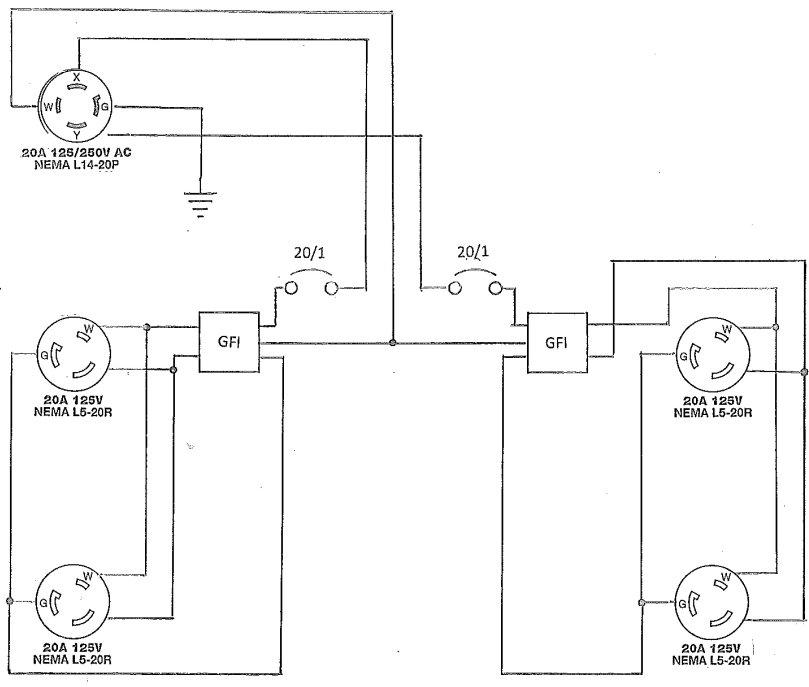 X
W
G
Y
20A 125/250V AC
NEMA L14-20P
20/1
20/1
GFI
GFI
W
G
20A 125V
NEMA L5-20R
W
G
20A 125V
NEMA L5-20R
W
G
20A 125V
NEMA L5-20R
W
G
20A 125V
NEMA L5-20R